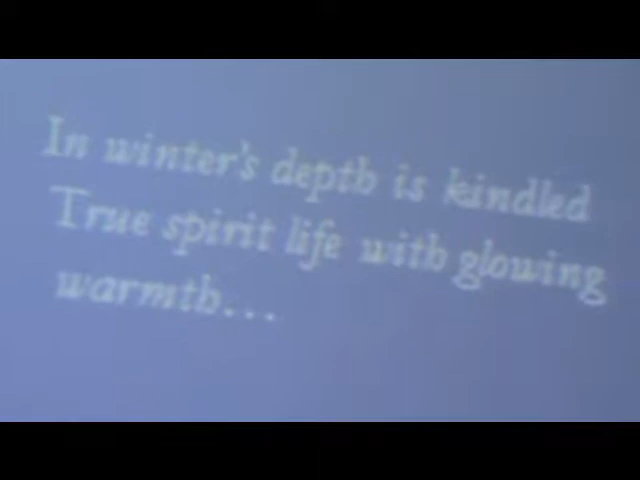 In winter's depth is kindled
True spirit life with glowing
warmth...